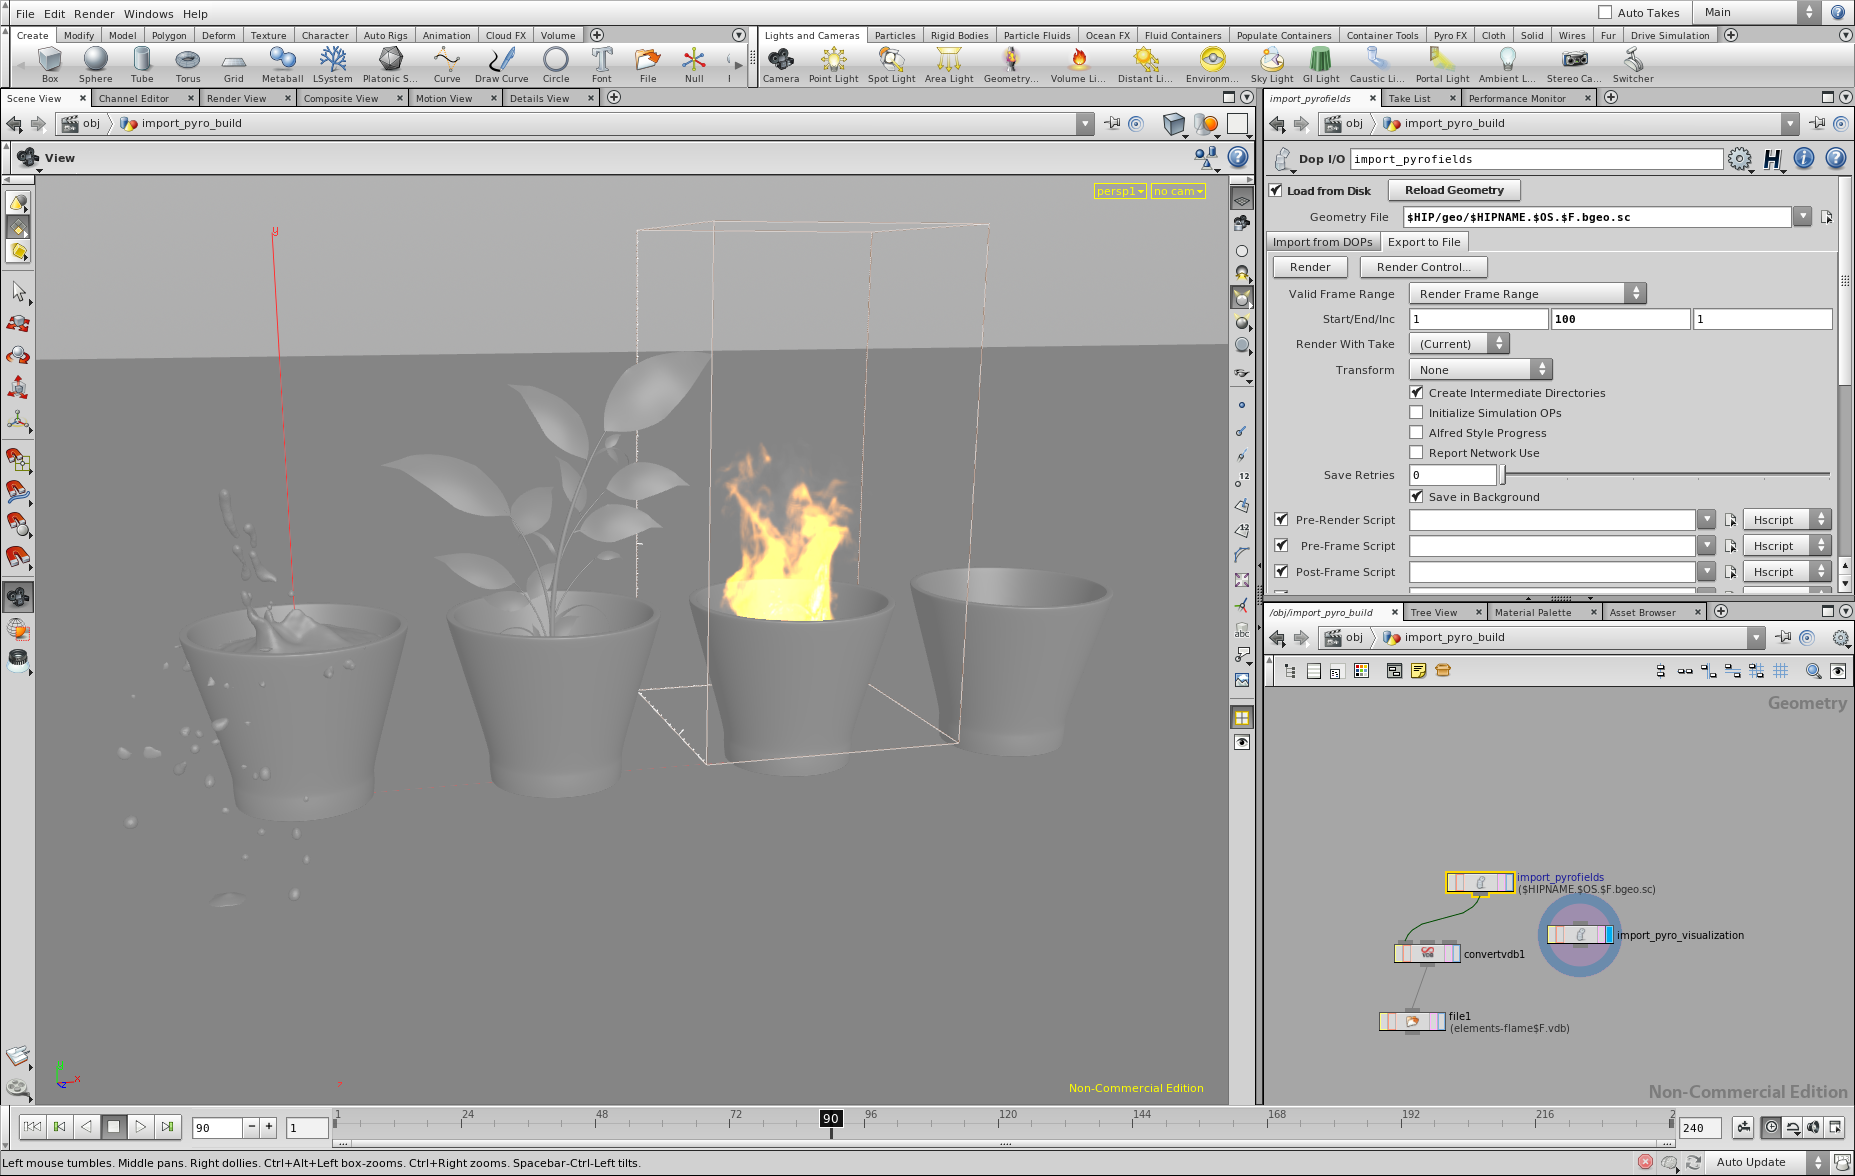 File Edit Render Windows Help
Auto Takes Main
Create Modify Model Polygon Deform Texture Character Auto Rigs Animation Cloud FX Volume
Lights and Cameras Particles Rigid Bodies Particle Fluids Ocean FX Fluid Containers Populate Containers Container Tools Pyro FX Cloth Solid Wires Fur Drive Simulation
Box Sphere Tube Torus Grid Metaball LSystem Platonic S... Curve Draw Curve Circle Font File Null
Camera Point Light Spot Light Area Light Geometry... Volume Li... Distant Li... Environm... Sky Light GI Light Caustic Li... Portal Light Ambient L... Stereo Ca... Switcher
Scene View Channel Editor Render View Composite View Motion View Details View
obj import_pyro_build
View
persp1 no cam
y
Non-Commercial Edition
import_pyrofields Take List Performance Monitor
obj import_pyro_build
Dop I/O import_pyrofields
Load from Disk Reload Geometry
Geometry File $HIP/geo/$HIPNAME.$OS.$F.bgeo.sc
Import from DOPs Export to File
Render Render Control...
Valid Frame Range Render Frame Range
Start/End/Inc 1 100 1
Render With Take (Current)
Transform None
Create Intermediate Directories
Initialize Simulation OPs
Alfred Style Progress
Report Network Use
Save Retries 0
Save in Background
Pre-Render Script Hscript
Pre-Frame Script Hscript
Post-Frame Script Hscript
/obj/import_pyro_build Tree View Material Palette Asset Browser
obj import_pyro_build
Geometry
import_pyrofields
($HIPNAME.$OS.$F.bgeo.sc)
import_pyro_visualization
convertvdb1
file1
(elements-flame$F.vdb)
Non-Commercial Edition
1 24 48 72 90 96 120 144 168 192 216 2
90 1 240
Left mouse tumbles. Middle pans. Right dollies. Ctrl+Alt+Left box-zooms. Ctrl+Right zooms. Spacebar-Ctrl-Left tilts.
Auto Update